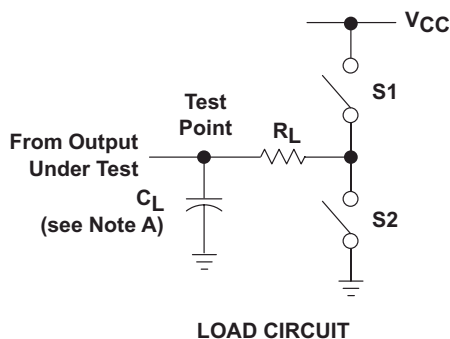 VCC
S1
Test
Point
RL
From Output
Under Test
CL
(see Note A)
S2
LOAD CIRCUIT